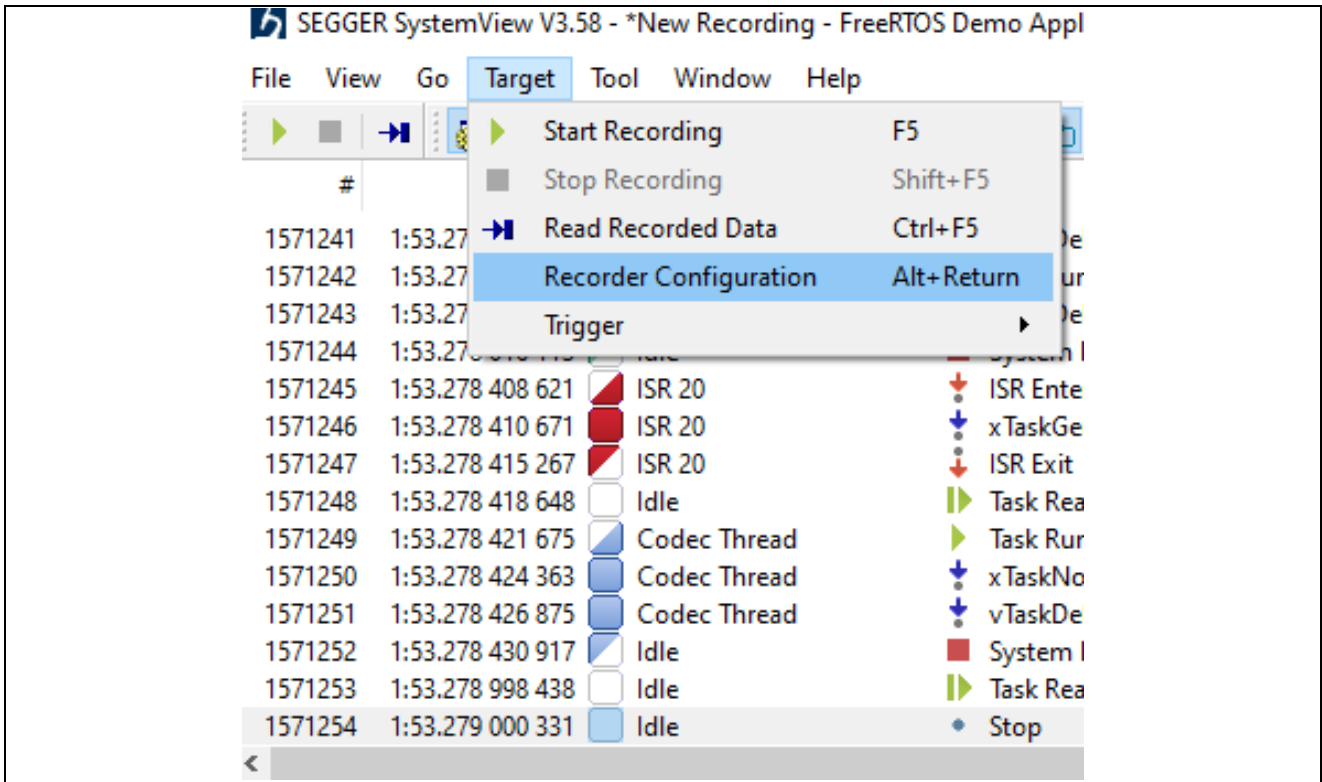 SEGGER SystemView V3.58 - *New Recording - FreeRTOS Demo Appl
File View Go Target Tool Window Help
Start Recording F5
# Stop Recording Shift+F5
Read Recorded Data Ctrl+F5
1571241 1:53.27
Recorder Configuration Alt+Return
1571242 1:53.27
1571243 1:53.27
Trigger
1571244 1:53.27 Idle System
1571245 1:53.278 408 621 ISR 20 ISR Ente
1571246 1:53.278 410 671 ISR 20 xTaskGe
1571247 1:53.278 415 267 ISR 20 ISR Exit
1571248 1:53.278 418 648 Idle Task Rea
1571249 1:53.278 421 675 Codec Thread Task Run
1571250 1:53.278 424 363 Codec Thread xTaskNo
1571251 1:53.278 426 875 Codec Thread vTaskDe
1571252 1:53.278 430 917 Idle System I
1571253 1:53.278 998 438 Idle Task Rea
1571254 1:53.279 000 331 Idle Stop